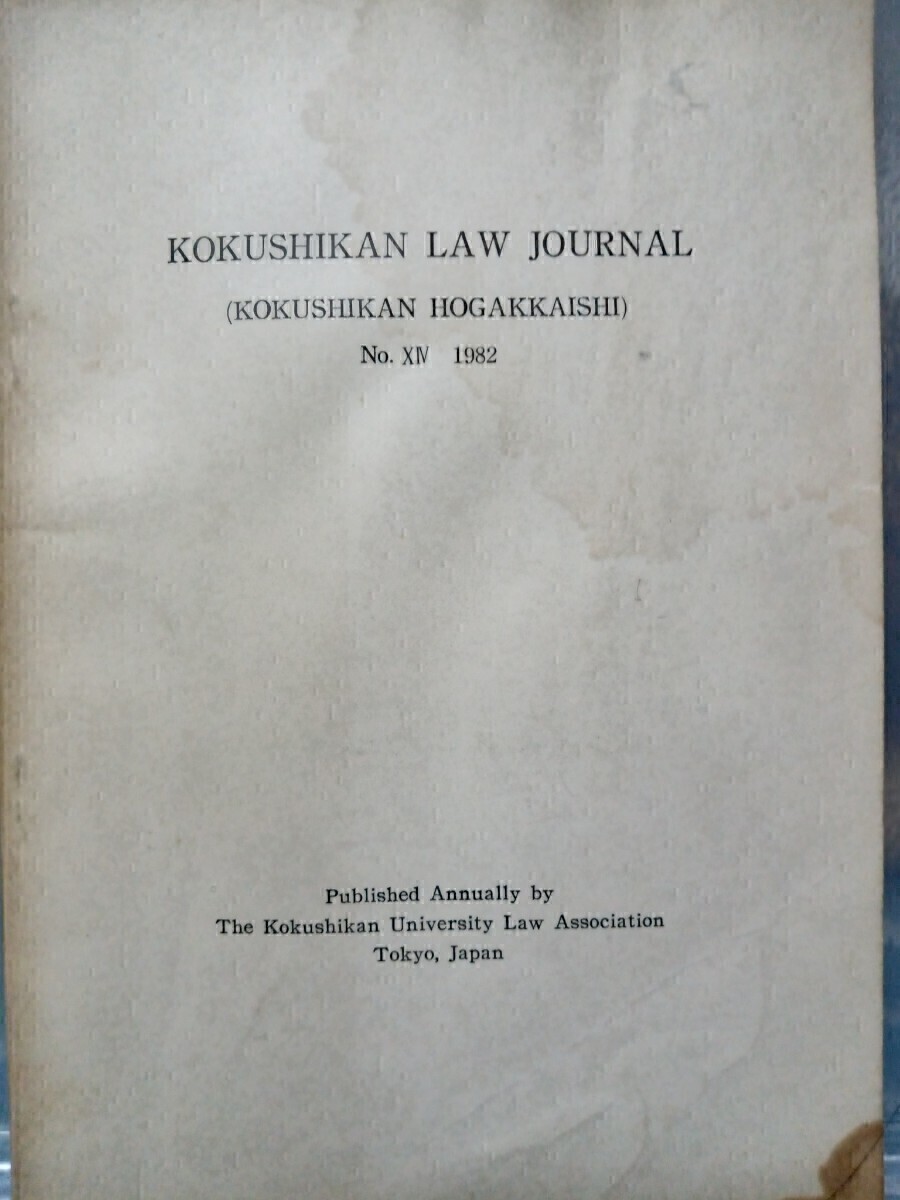 KOKUSHIKAN LAW JOURNAL
(KOKUSHIKAN HOGAKKAISHI)
No. XIV 1982
Published Annually by
The Kokushikan University Law Association
Tokyo, Japan